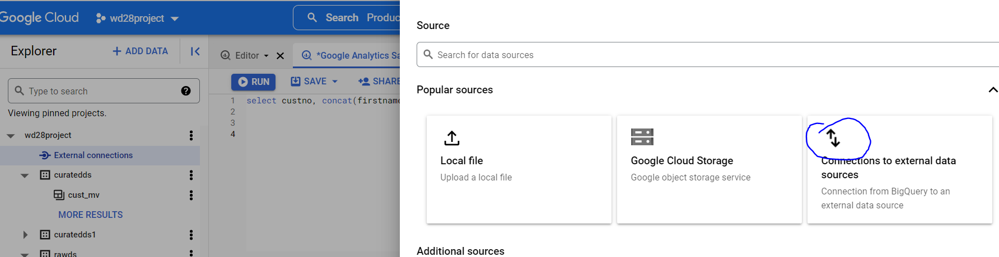 Google Cloud
wd28project
Search Produc
Explorer
+ ADD DATA
Type to search
Viewing pinned projects.
wd28project
External connections
curatedds
cust_mv
MORE RESULTS
curatedds1
rawds
Editor
*Google Analytics Sa
RUN
SAVE
SHARE
1 select custno, concat(firstname
2
3
4
Source
Search for data sources
Popular sources
Local file
Upload a local file
Google Cloud Storage
Google object storage service
Connections to external data
sources
Connection from BigQuery to an
external data source
Additional sources